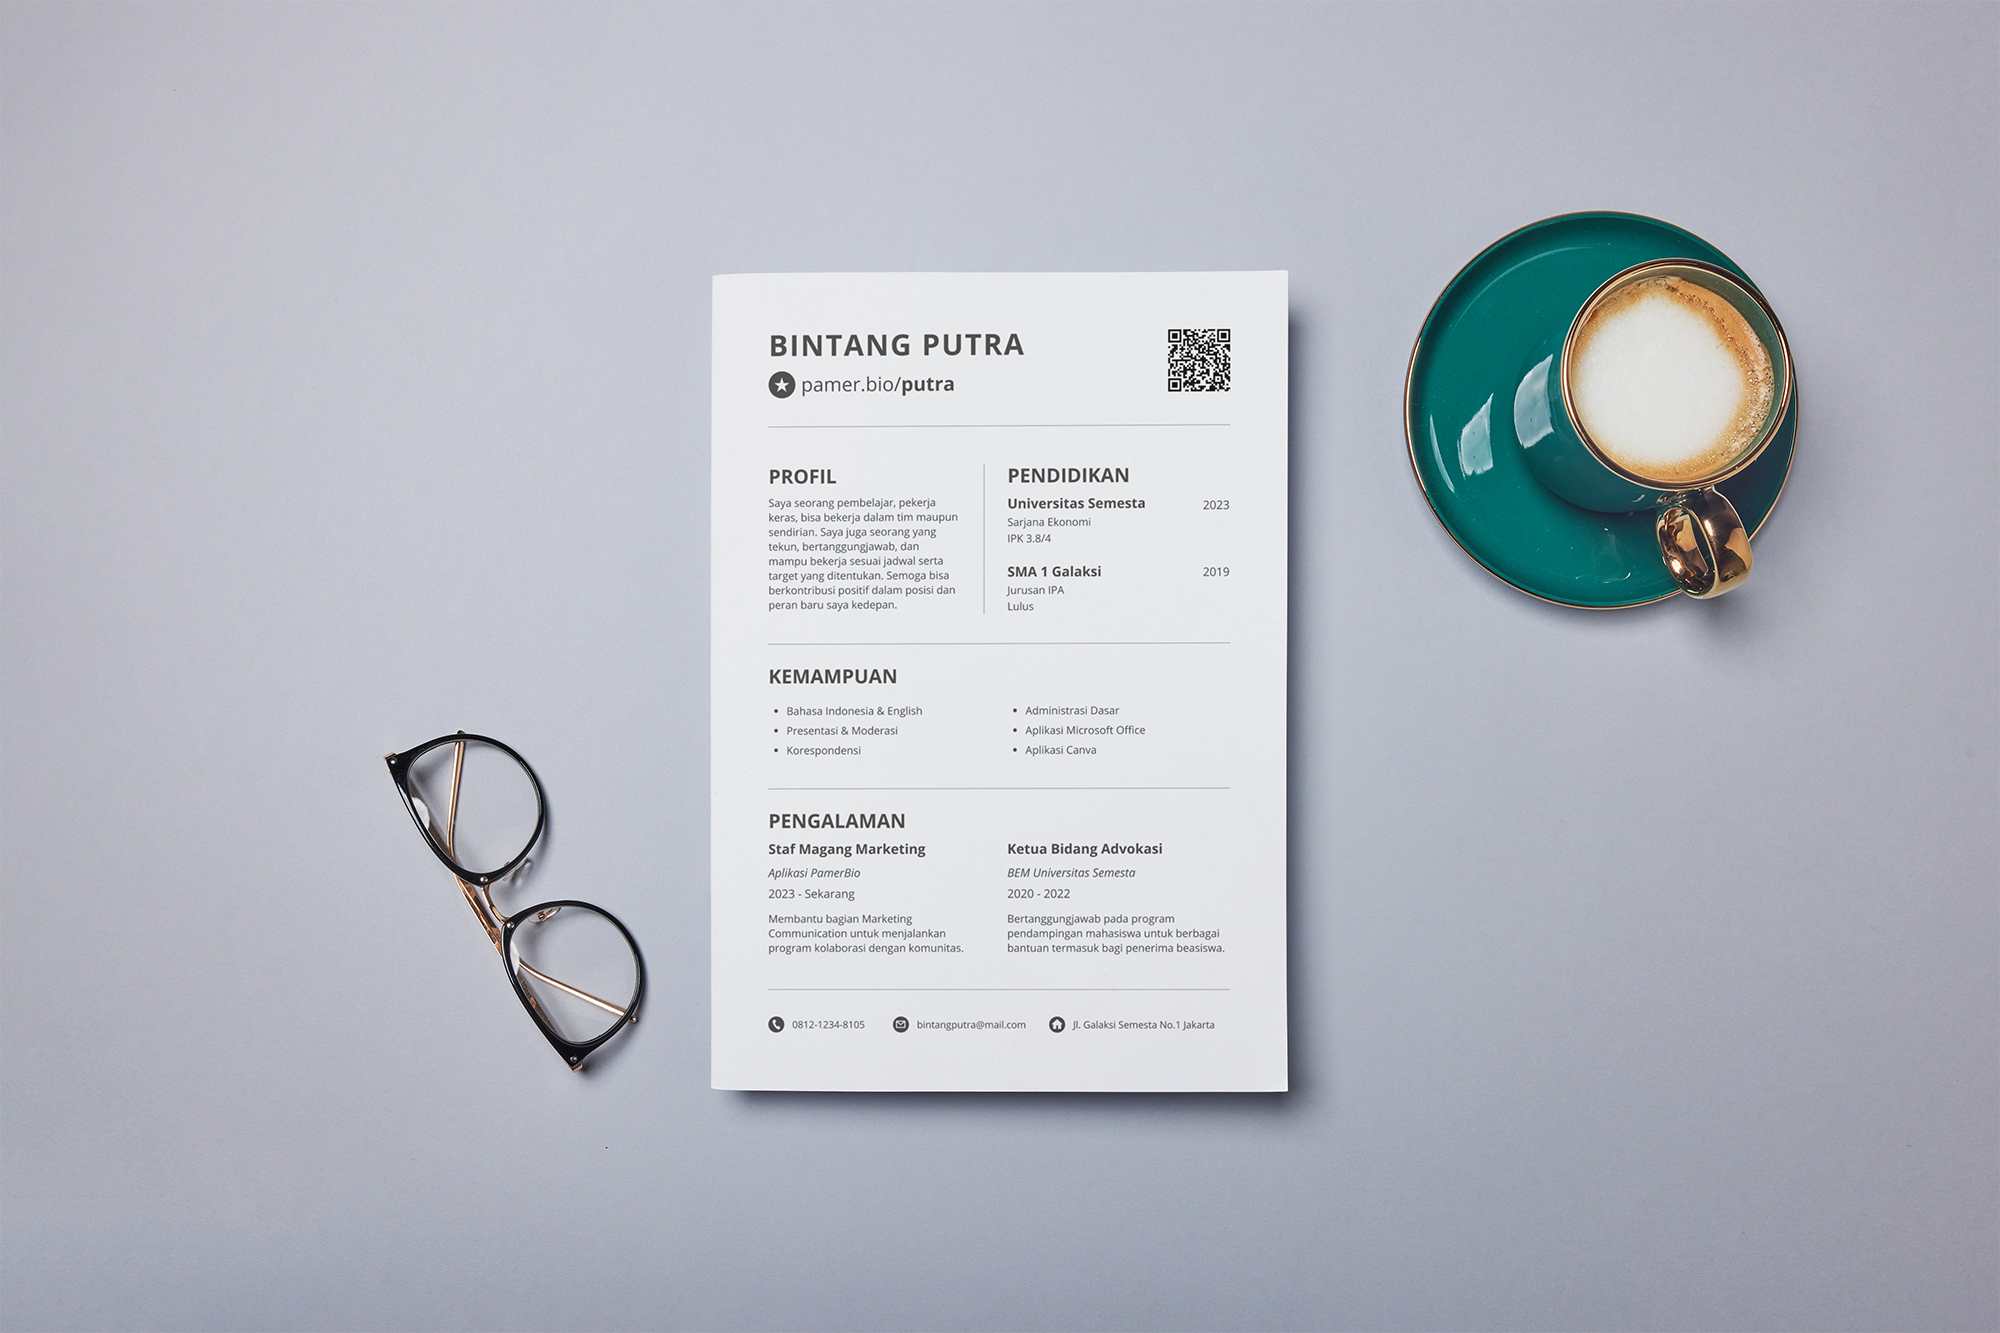 BINTANG PUTRA
pamer.bio/putra
PROFIL
Saya seorang pembelajar, pekerja
keras, bisa bekerja dalam tim maupun
sendirian. Saya juga seorang yang
tekun, bertanggungjawab, dan
mampu bekerja sesuai jadwal serta
target yang ditentukan. Semoga bisa
berkontribusi positif dalam posisi dan
peran baru saya kedepan.
PENDIDIKAN
Universitas Semesta 2023
Sarjana Ekonomi
IPK 3.8/4
SMA 1 Galaksi 2019
Jurusan IPA
Lulus
KEMAMPUAN
• Bahasa Indonesia & English
• Presentasi & Moderasi
• Korespondensi
• Administrasi Dasar
• Aplikasi Microsoft Office
• Aplikasi Canva
PENGALAMAN
Staf Magang Marketing
Aplikasi PamerBio
2023 - Sekarang
Membantu bagian Marketing
Communication untuk menjalankan
program kolaborasi dengan komunitas.
Ketua Bidang Advokasi
BEM Universitas Semesta
2020 - 2022
Bertanggungjawab pada program
pendampingan mahasiswa untuk berbagai
bantuan termasuk bagi penerima beasiswa.
0812-1234-8105 bintangputra@mail.com Jl. Galaksi Semesta No.1 Jakarta